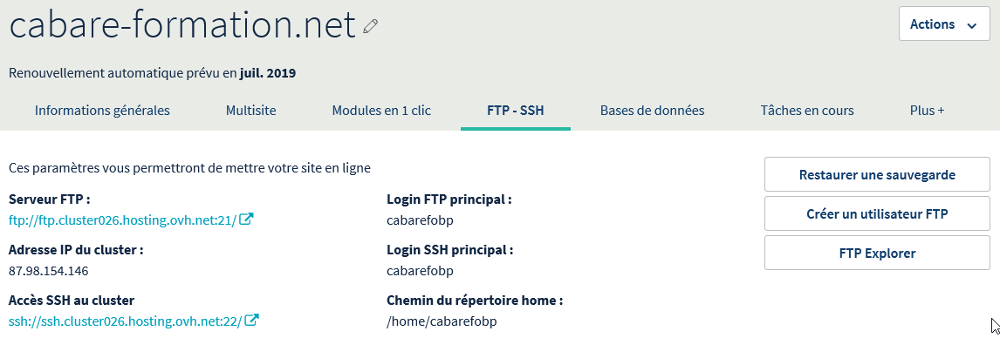 cabare-formation.net
Actions
Renouvellement automatique prévu en juil. 2019
Informations générales Multisite Modules en 1 clic FTP - SSH Bases de données Tâches en cours Plus +
Ces paramètres vous permettront de mettre votre site en ligne
Restaurer une sauvegarde
Serveur FTP : Login FTP principal :
ftp://ftp.cluster026.hosting.ovh.net:21/ cabarefobp
Créer un utilisateur FTP
Adresse IP du cluster : Login SSH principal :
FTP Explorer
87.98.154.146 cabarefobp
Accès SSH au cluster Chemin du répertoire home :
ssh://ssh.cluster026.hosting.ovh.net:22/ /home/cabarefobp